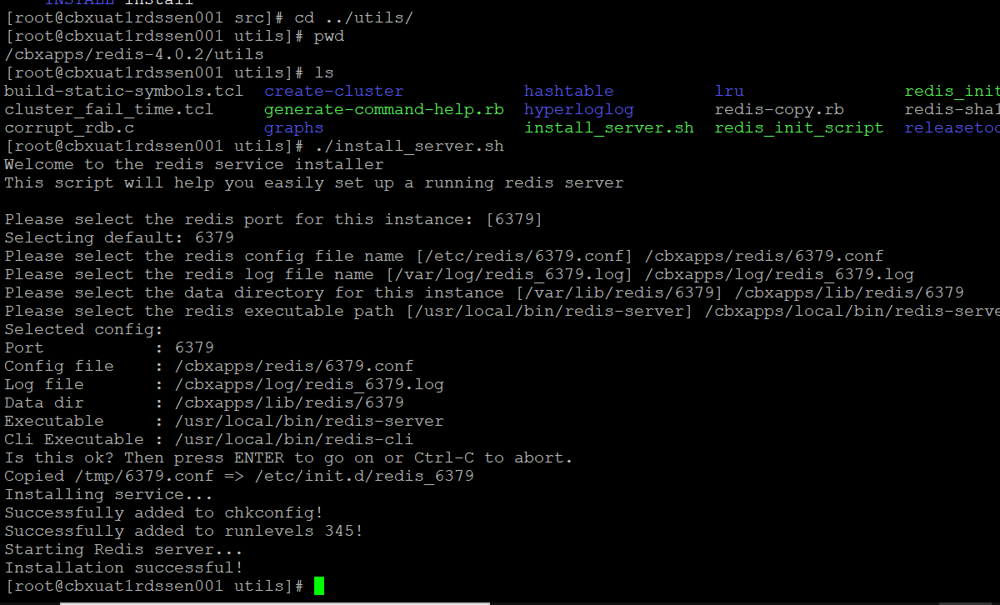 INSTALL install
[root@cbxuat1rdssen001 src]# cd ../utils/
[root@cbxuat1rdssen001 utils]# pwd
/cbxapps/redis-4.0.2/utils
[root@cbxuat1rdssen001 utils]# ls
build-static-symbols.tcl create-cluster hashtable lru redis_init
cluster_fail_time.tcl generate-command-help.rb hyperloglog redis-copy.rb redis-sha1
corrupt_rdb.c graphs install_server.sh redis_init_script releasetoo
[root@cbxuat1rdssen001 utils]# ./install_server.sh
Welcome to the redis service installer
This script will help you easily set up a running redis server
Please select the redis port for this instance: [6379]
Selecting default: 6379
Please select the redis config file name [/etc/redis/6379.conf] /cbxapps/redis/6379.conf
Please select the redis log file name [/var/log/redis_6379.log] /cbxapps/log/redis_6379.log
Please select the data directory for this instance [/var/lib/redis/6379] /cbxapps/lib/redis/6379
Please select the redis executable path [/usr/local/bin/redis-server] /cbxapps/local/bin/redis-serve
Selected config:
Port : 6379
Config file : /cbxapps/redis/6379.conf
Log file : /cbxapps/log/redis_6379.log
Data dir : /cbxapps/lib/redis/6379
Executable : /usr/local/bin/redis-server
Cli Executable : /usr/local/bin/redis-cli
Is this ok? Then press ENTER to go on or Ctrl-C to abort.
Copied /tmp/6379.conf => /etc/init.d/redis_6379
Installing service...
Successfully added to chkconfig!
Successfully added to runlevels 345!
Starting Redis server...
Installation successful!
[root@cbxuat1rdssen001 utils]#